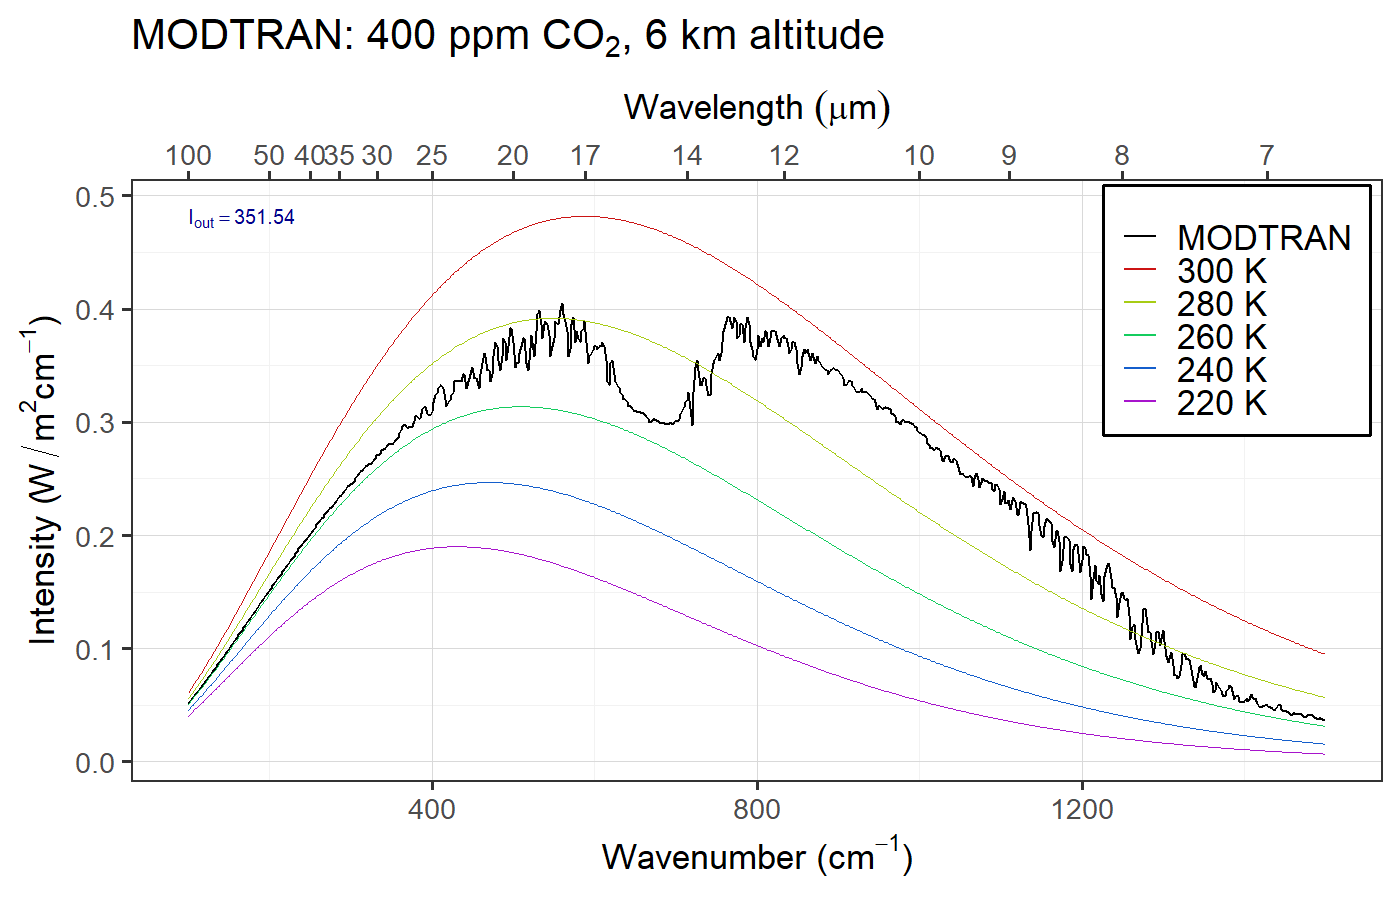 MODTRAN: 400 ppm CO₂, 6 km altitude
Wavelength (μm)
100 50 40 35 30 25 20 17 14 12 10 9 8 7
I_out = 351.54
MODTRAN
300 K
280 K
260 K
240 K
220 K
Intensity (W/m²cm⁻¹)
0.5
0.4
0.3
0.2
0.1
0.0
400 800 1200
Wavenumber (cm⁻¹)